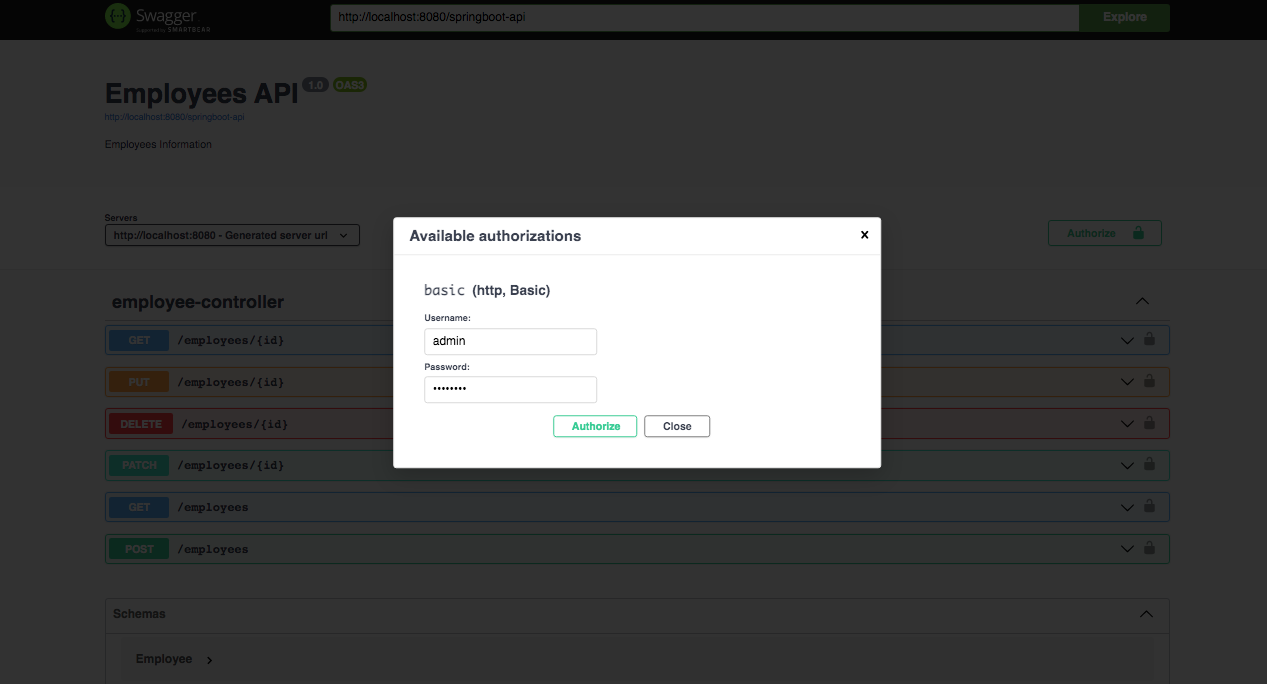 Swagger
Supported by SMARTBEAR
http://localhost:8080/springboot-api
Explore
Employees API 1.0 OAS3
http://localhost:8080/springboot-api
Employees Information
Servers
http://localhost:8080 - Generated server url
Authorize
Available authorizations
basic (http, Basic)
Username:
admin
Password:
••••••••
Authorize Close
employee-controller
GET /employees/{id}
PUT /employees/{id}
DELETE /employees/{id}
PATCH /employees/{id}
GET /employees
POST /employees
Schemas
Employee